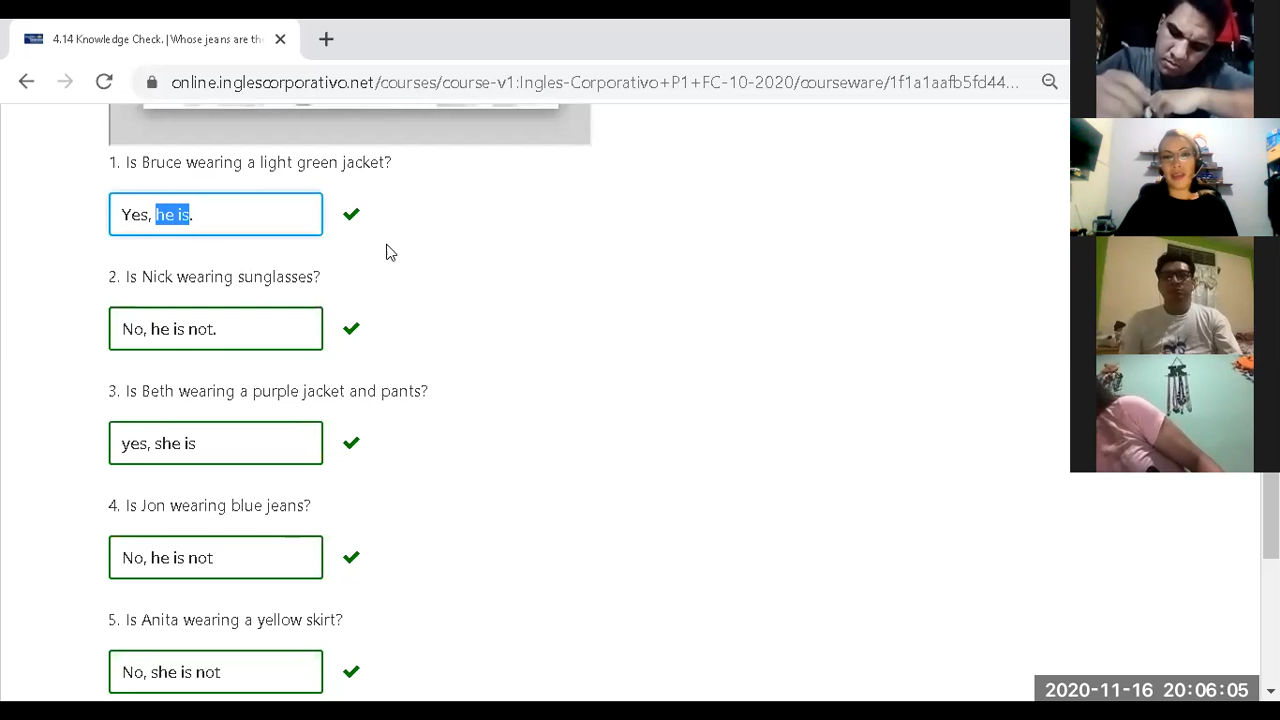 4.14 Knowledge Check. | Whose jeans are the
online.inglescorporativo.net/courses/course-v1:Ingles-Corporativo+P1+FC-10-2020/courseware/1f1a1aafb5fd44...
1. Is Bruce wearing a light green jacket?
Yes, he is.
2. Is Nick wearing sunglasses?
No, he is not.
3. Is Beth wearing a purple jacket and pants?
yes, she is
4. Is Jon wearing blue jeans?
No, he is not
5. Is Anita wearing a yellow skirt?
No, she is not
2020-11-16 20:06:05